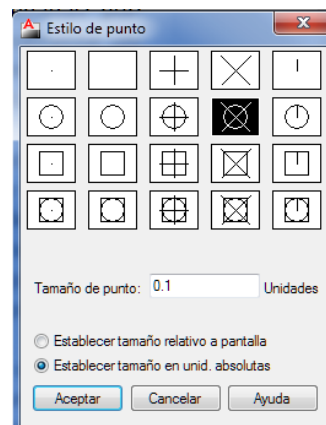 Estilo de punto
Tamaño de punto: 0.1 Unidades
Establecer tamaño relativo a pantalla
Establecer tamaño en unid. absolutas
Aceptar Cancelar Ayuda